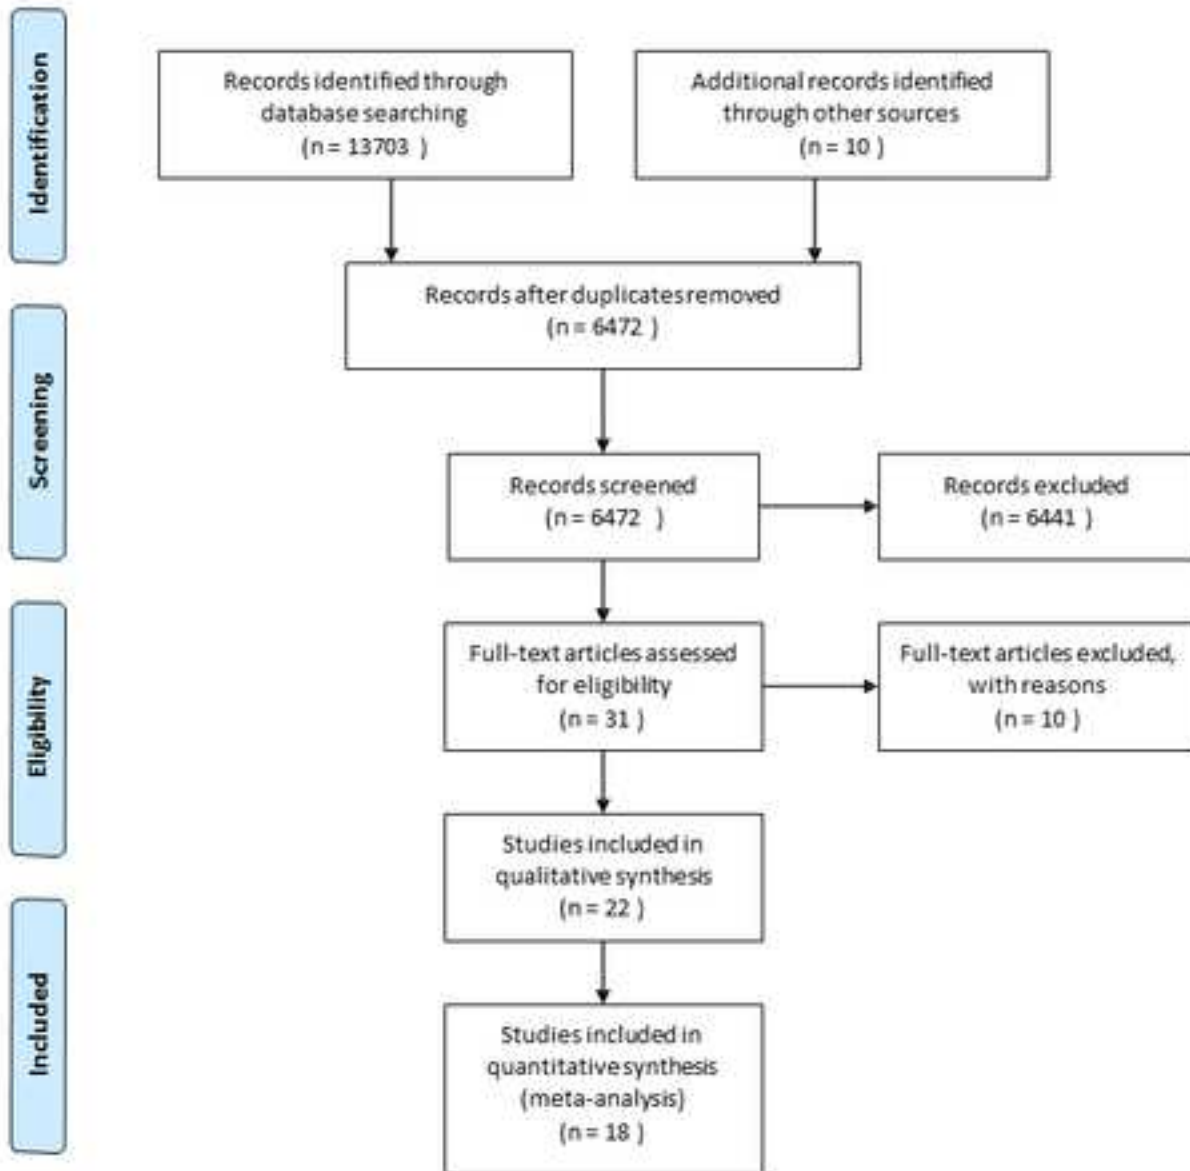 Identification
Records identified through
database searching
(n = 13703 )
Additional records identified
through other sources
(n = 10 )
Records after duplicates removed
(n = 6472 )
Screening
Records screened
(n = 6472 )
Records excluded
(n = 6441 )
Eligibility
Full-text articles assessed
for eligibility
(n = 31 )
Full-text articles excluded,
with reasons
(n = 10 )
Studies included in
qualitative synthesis
(n = 22 )
Included
Studies included in
quantitative synthesis
(meta-analysis)
(n = 18 )